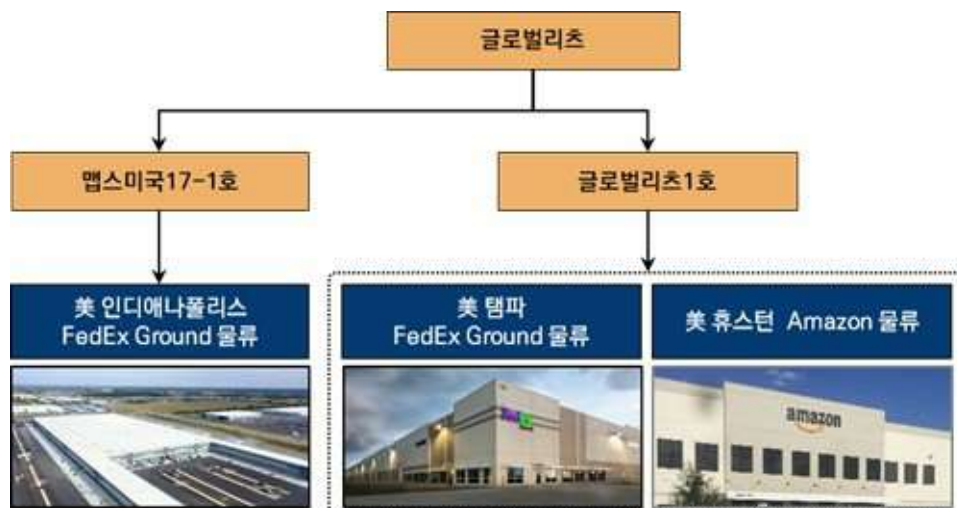 글로벌리츠
맵스미국17-1호
글로벌리츠1호
美 인디애나폴리스
FedEx Ground 물류
美 탬파
FedEx Ground 물류
美 휴스턴 Amazon 물류
amazon